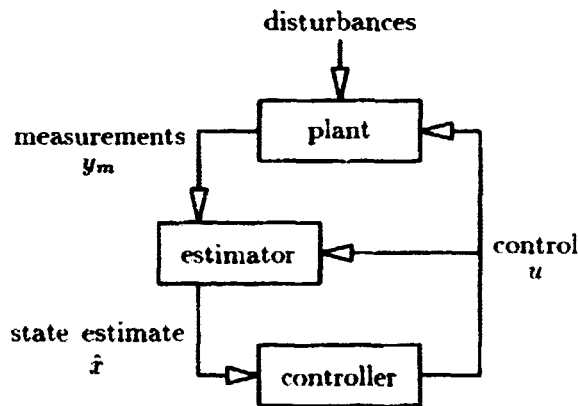 disturbances
plant
measurements
y_m
estimator
control
u
state estimate
x̂
controller